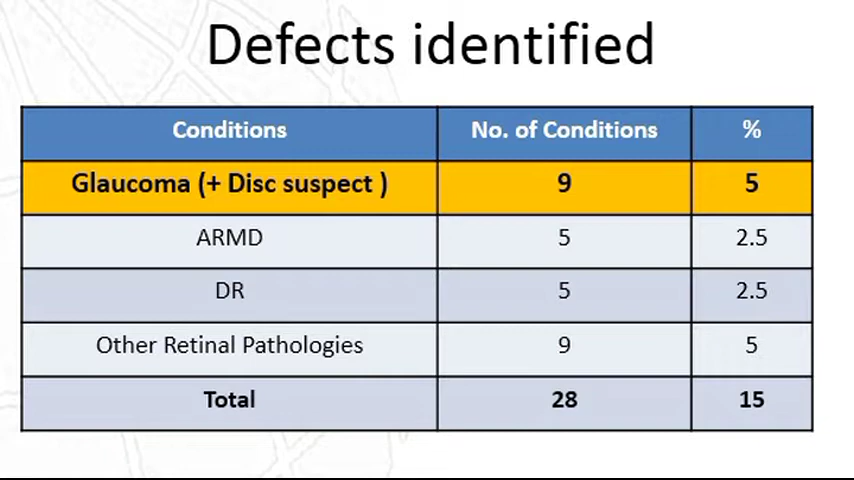 Defects identified
Conditions No. of Conditions %
Glaucoma (+ Disc suspect ) 9 5
ARMD 5 2.5
DR 5 2.5
Other Retinal Pathologies 9 5
Total 28 15